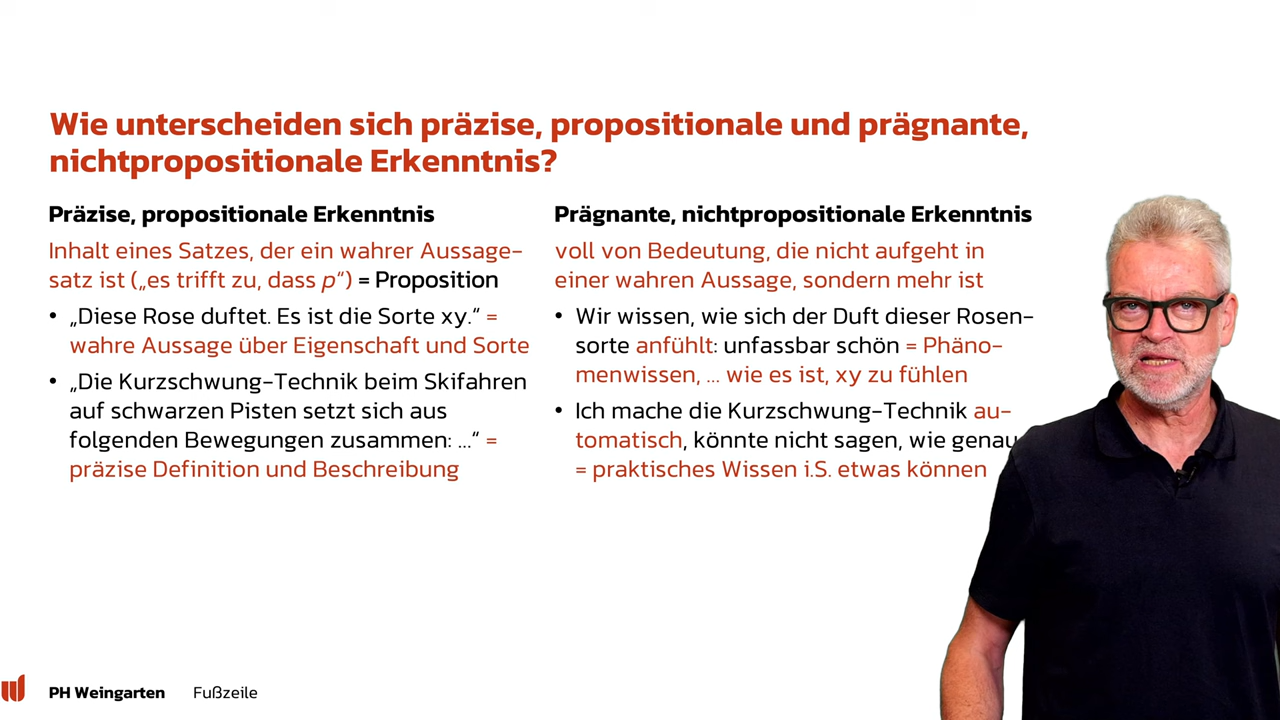 Wie unterscheiden sich präzise, propositionale und prägnante,
nichtpropositionale Erkenntnis?
Präzise, propositionale Erkenntnis
Inhalt eines Satzes, der ein wahrer Aussage-
satz ist („es trifft zu, dass p“) = Proposition
• „Diese Rose duftet. Es ist die Sorte xy.“ =
wahre Aussage über Eigenschaft und Sorte
• „Die Kurzschwung-Technik beim Skifahren
auf schwarzen Pisten setzt sich aus
folgenden Bewegungen zusammen: ...“ =
präzise Definition und Beschreibung
Prägnante, nichtpropositionale Erkenntnis
voll von Bedeutung, die nicht aufgeht in
einer wahren Aussage, sondern mehr ist
• Wir wissen, wie sich der Duft dieser Rosen-
sorte anfühlt: unfassbar schön = Phäno-
menwissen, ... wie es ist, xy zu fühlen
• Ich mache die Kurzschwung-Technik au-
tomatisch, könnte nicht sagen, wie genau
= praktisches Wissen i.S. etwas können
PH Weingarten Fußzeile